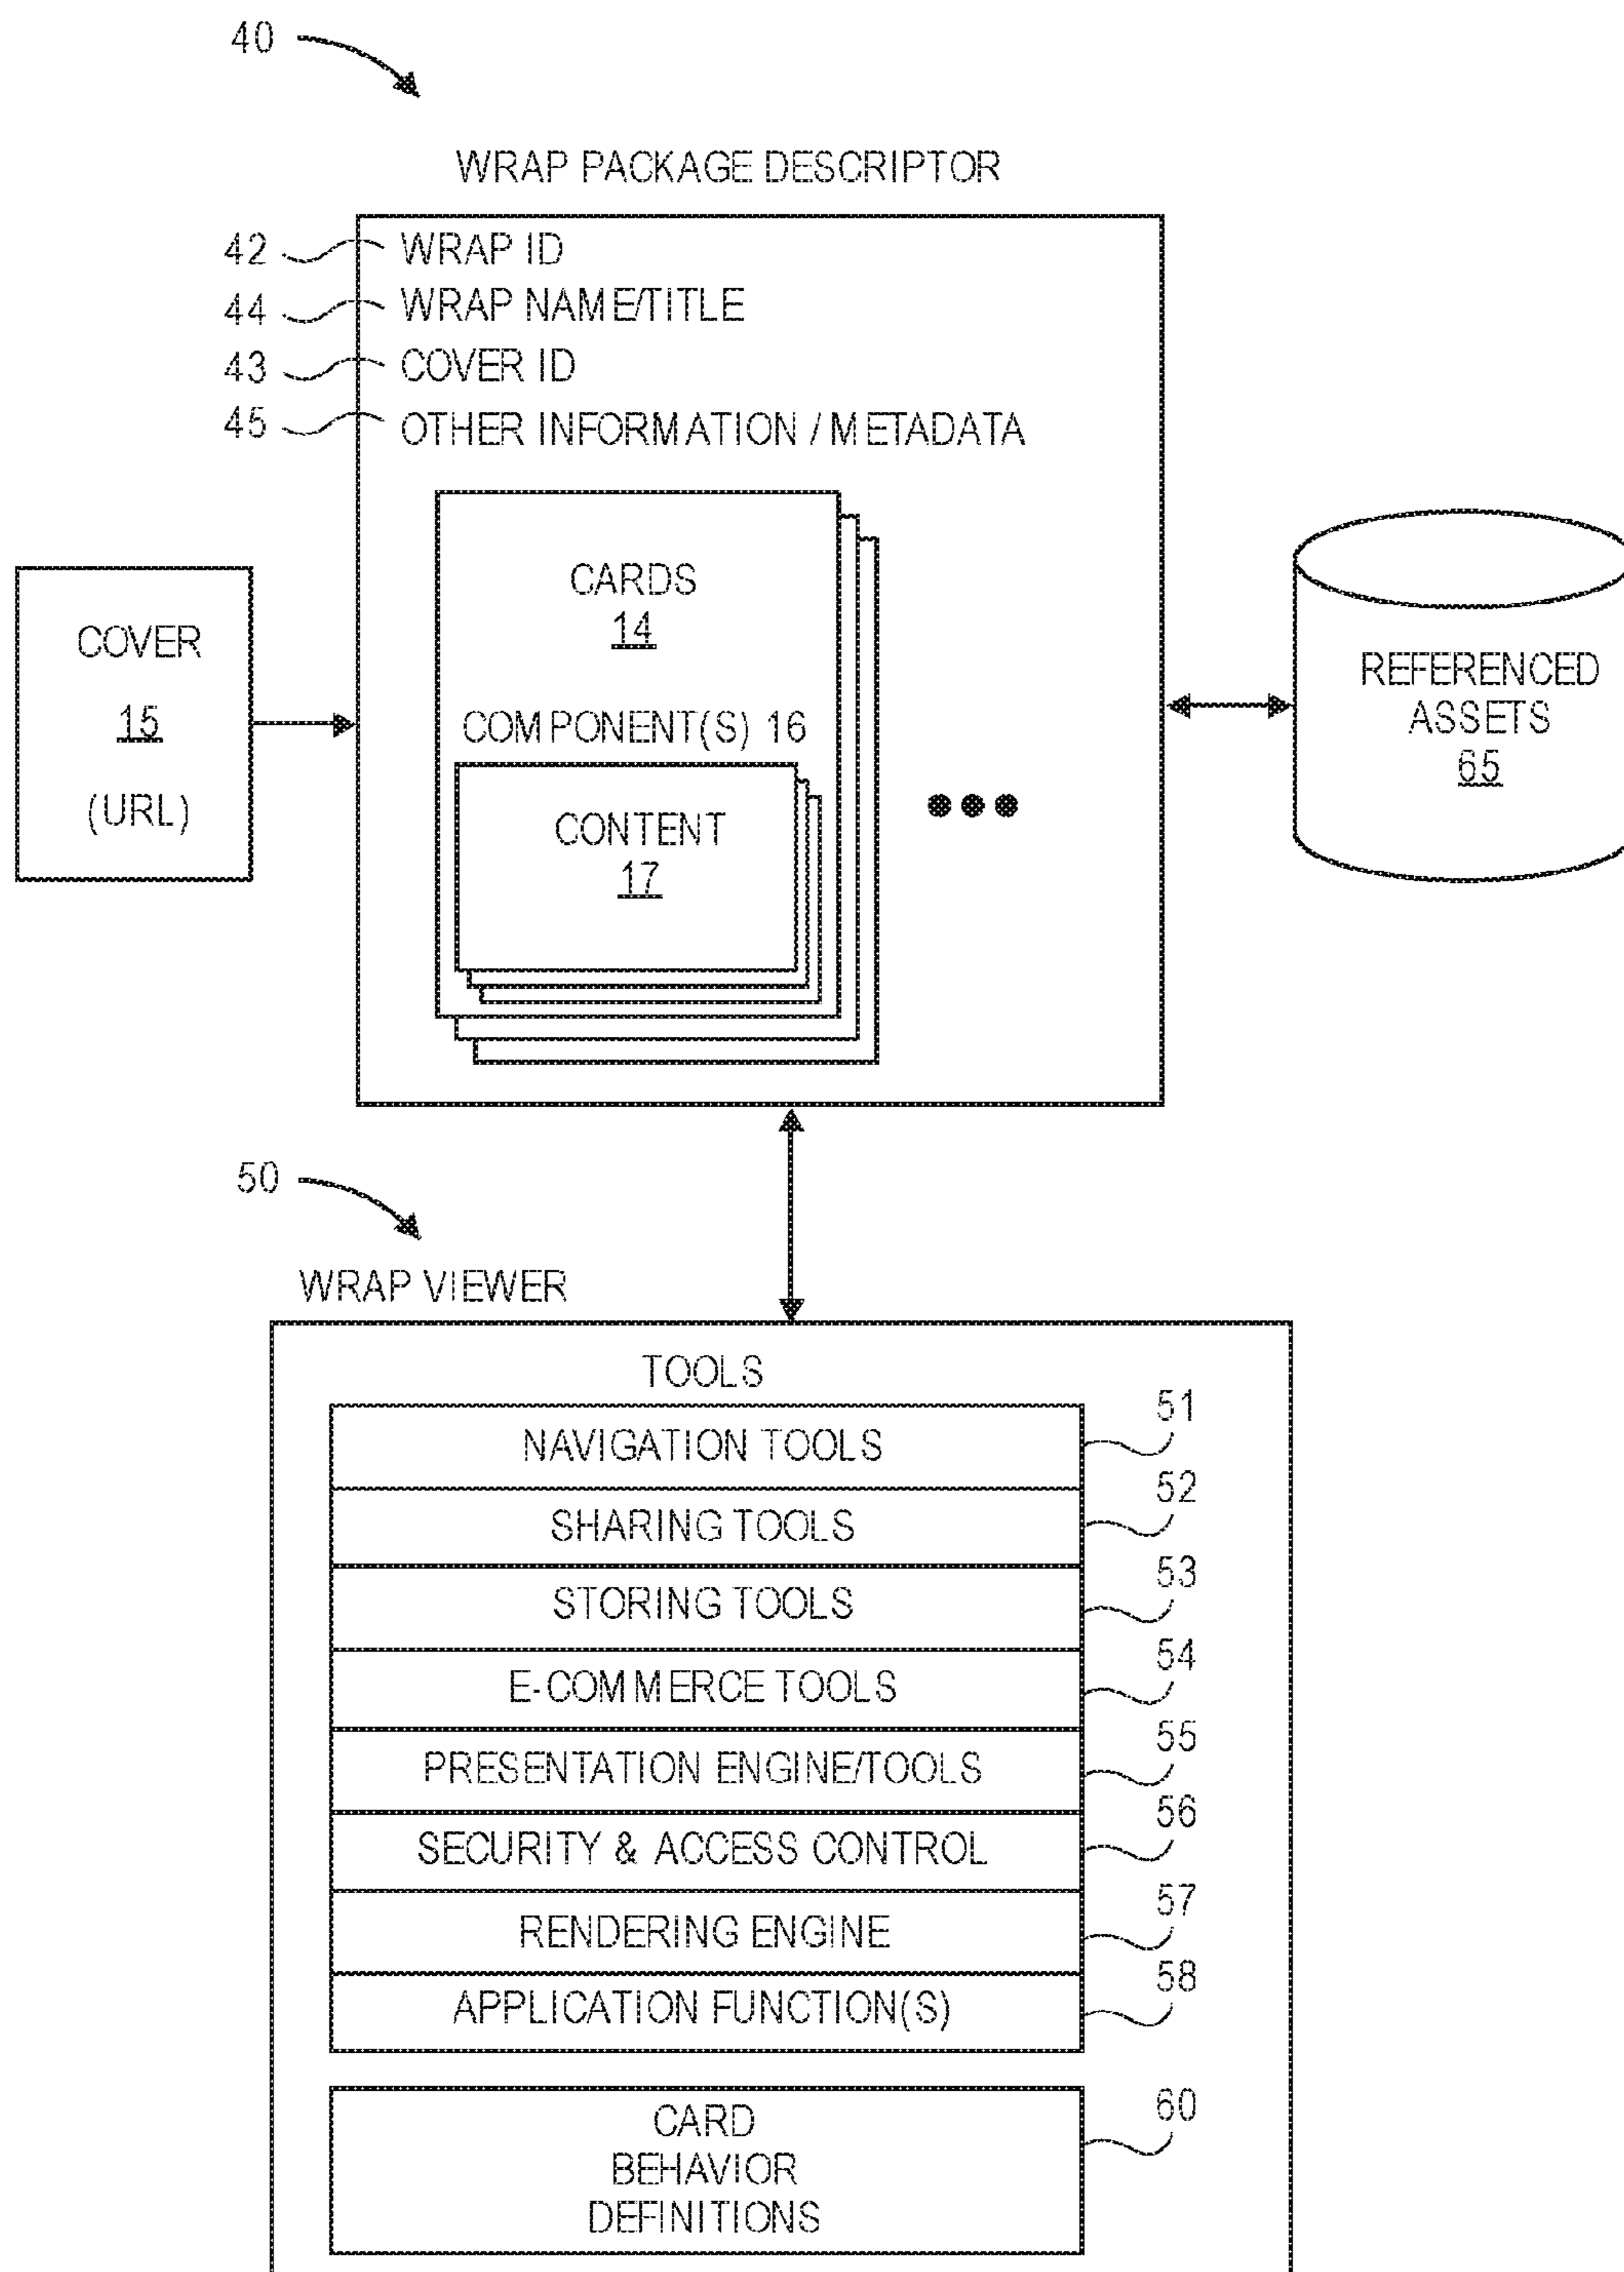 40
WRAP PACKAGE DESCRIPTOR
42 WRAP ID
44 WRAP NAME/TITLE
43 COVER ID
45 OTHER INFORMATION / METADATA
CARDS
14
COMPONENT(S) 16
CONTENT
17
COVER
15
(URL)
REFERENCED
ASSETS
65
50
WRAP VIEWER
TOOLS
NAVIGATION TOOLS 51
SHARING TOOLS 52
STORING TOOLS 53
E-COMMERCE TOOLS 54
PRESENTATION ENGINE/TOOLS 55
SECURITY & ACCESS CONTROL 56
RENDERING ENGINE 57
APPLICATION FUNCTION(S) 58
CARD 60
BEHAVIOR
DEFINITIONS